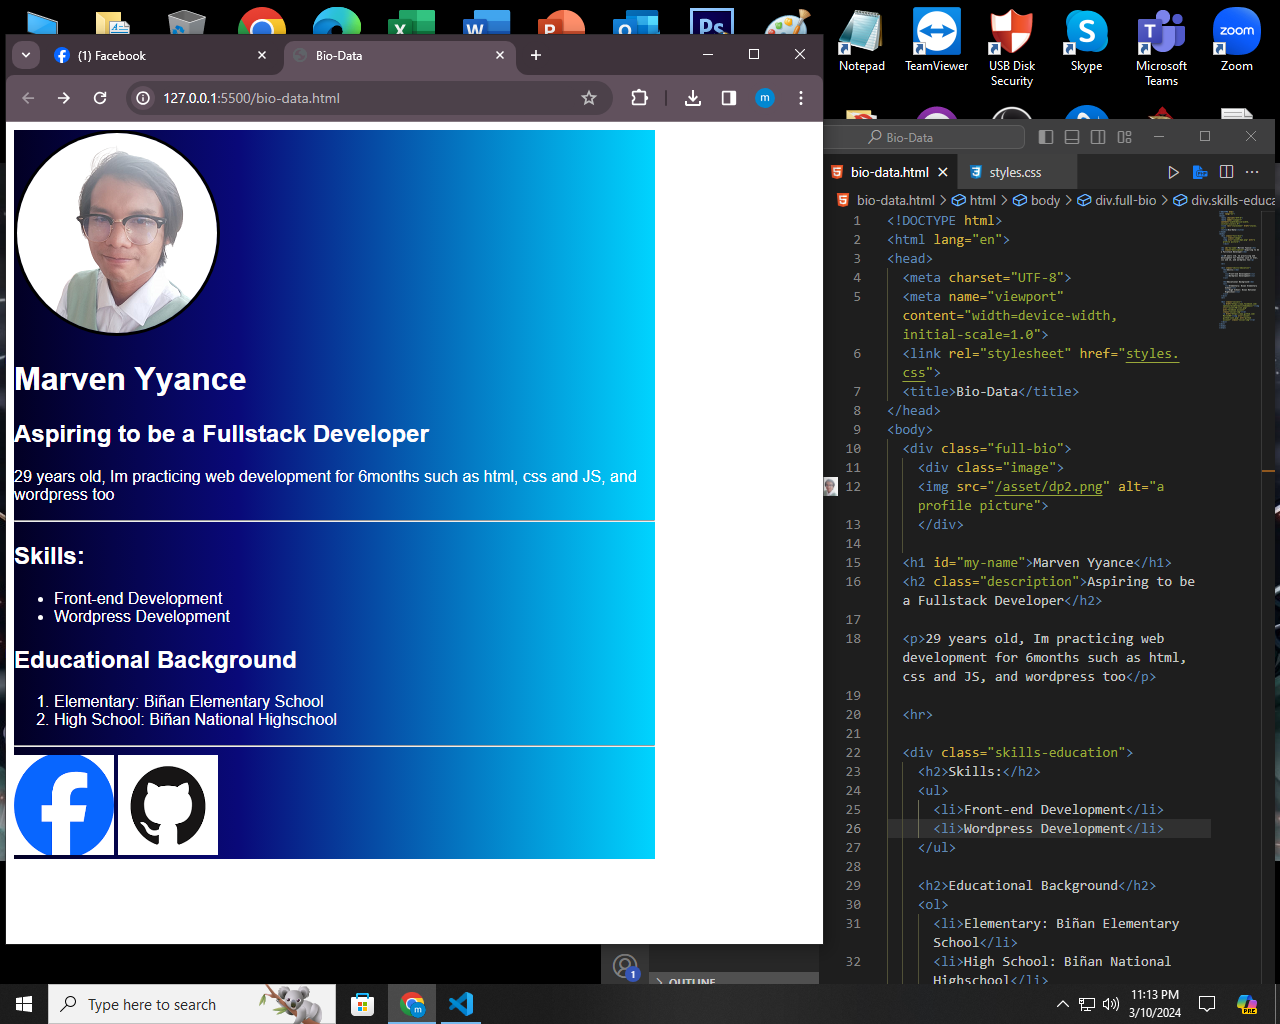 Notepad
TeamViewer
USB Disk
Security
Skype
Microsoft
Teams
zoom
Zoom
Ps
(1) Facebook
Bio-Data
127.0.0.1:5500/bio-data.html
m
Marven Yyance
Aspiring to be a Fullstack Developer
29 years old, Im practicing web development for 6months such as html, css and JS, and
wordpress too
Skills:
Front-end Development
Wordpress Development
Educational Background
1. Elementary: Biñan Elementary School
2. High School: Biñan National Highschool
Bio-Data
bio-data.html
styles.css
bio-data.html > html > body > div.full-bio > div.skills-educa
1 <!DOCTYPE html>
2 <html lang="en">
3 <head>
4 <meta charset="UTF-8">
5 <meta name="viewport"
content="width=device-width,
initial-scale=1.0">
6 <link rel="stylesheet" href="styles.
css">
7 <title>Bio-Data</title>
8 </head>
9 <body>
10 <div class="full-bio">
11 <div class="image">
12 <img src="/asset/dp2.png" alt="a
profile picture">
13 </div>
14
15 <h1 id="my-name">Marven Yyance</h1>
16 <h2 class="description">Aspiring to be
a Fullstack Developer</h2>
17
18 <p>29 years old, Im practicing web
development for 6months such as html,
css and JS, and wordpress too</p>
19
20 <hr>
21
22 <div class="skills-education">
23 <h2>Skills:</h2>
24 <ul>
25 <li>Front-end Development</li>
26 <li>Wordpress Development</li>
27 </ul>
28
29 <h2>Educational Background</h2>
30 <ol>
31 <li>Elementary: Biñan Elementary
School</li>
32 <li>High School: Biñan National
Highschool</li>
1
OUTLINE
Type here to search
11:13 PM
3/10/2024